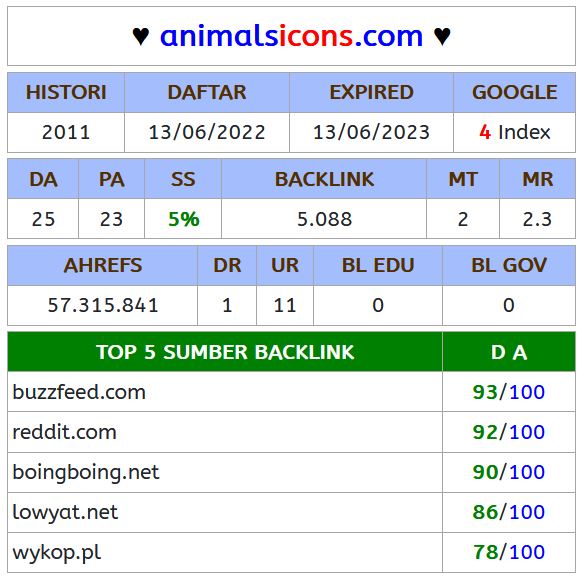 ♥ animalsicons.com ♥
HISTORI DAFTAR EXPIRED GOOGLE
2011 13/06/2022 13/06/2023 4 Index
DA PA SS BACKLINK MT MR
25 23 5% 5.088 2 2.3
AHREFS DR UR BL EDU BL GOV
57.315.841 1 11 0 0
TOP 5 SUMBER BACKLINK D A
buzzfeed.com 93/100
reddit.com 92/100
boingboing.net 90/100
lowyat.net 86/100
wykop.pl 78/100